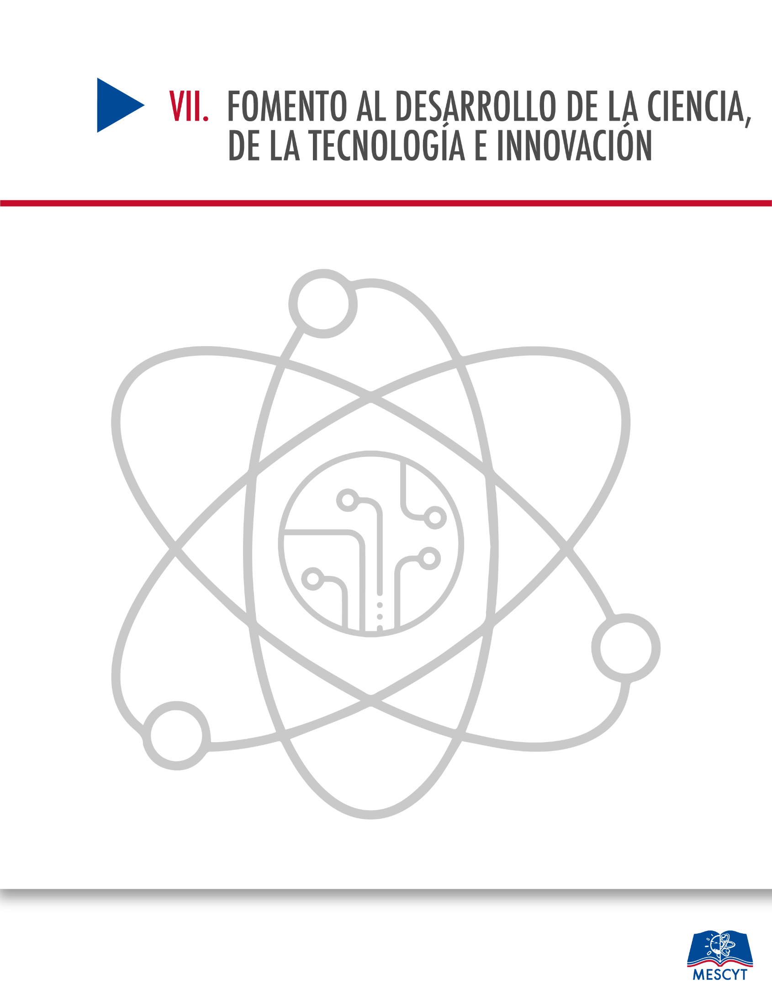 VII. FOMENTO AL DESARROLLO DE LA CIENCIA,
DE LA TECNOLOGÍA E INNOVACIÓN
MESCYT